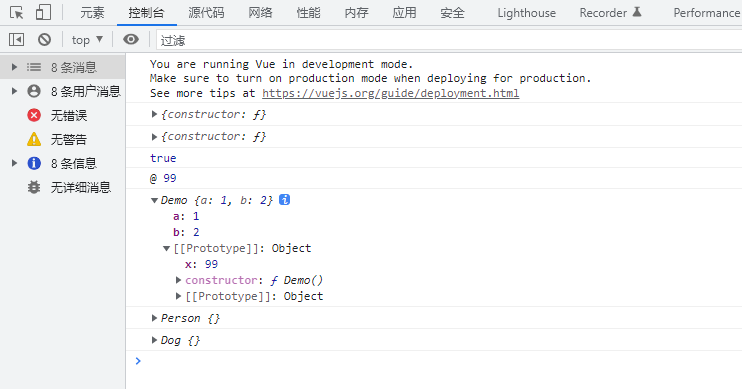 元素 控制台 源代码 网络 性能 内存 应用 安全 Lighthouse Recorder Performance
top ▼ 过滤
8 条消息
8 条用户消息
无错误
无警告
8 条信息
无详细消息
You are running Vue in development mode.
Make sure to turn on production mode when deploying for production.
See more tips at https://vuejs.org/guide/deployment.html
▶ {constructor: ƒ}
▶ {constructor: ƒ}
true
@ 99
▼ Demo {a: 1, b: 2} i
a: 1
b: 2
▼ [[Prototype]]: Object
x: 99
▶ constructor: ƒ Demo()
▶ [[Prototype]]: Object
▶ Person {}
▶ Dog {}
>